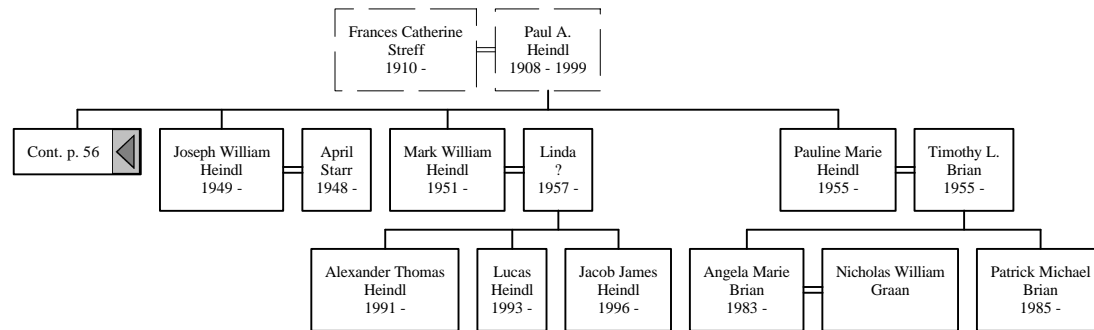 Frances Catherine
Streff
1910 -
Paul A.
Heindl
1908 - 1999
Cont. p. 56
Joseph William
Heindl
1949 -
April
Starr
1948 -
Mark William
Heindl
1951 -
Linda
?
1957 -
Pauline Marie
Heindl
1955 -
Timothy L.
Brian
1955 -
Alexander Thomas
Heindl
1991 -
Lucas
Heindl
1993 -
Jacob James
Heindl
1996 -
Angela Marie
Brian
1983 -
Nicholas William
Graan
Patrick Michael
Brian
1985 -